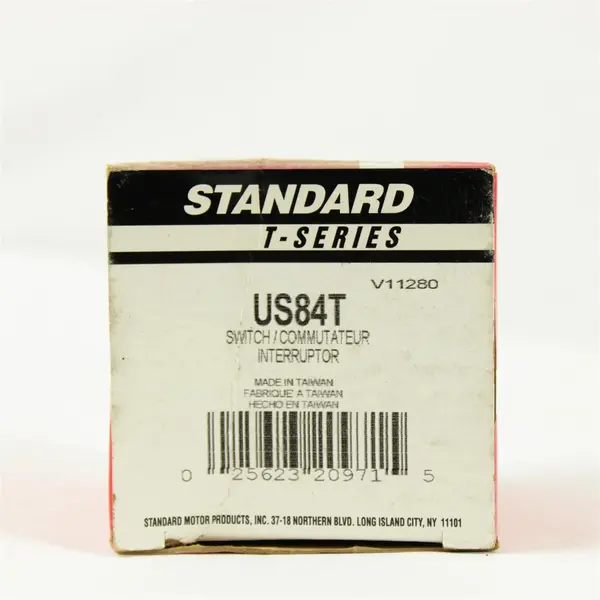 STANDARD
T-SERIES
V11280
US84T
SWITCH/COMMUTATEUR
INTERRUPTOR
MADE IN TAIWAN
FABRIQUE A TAIWAN
HECHO EN TAIWAN
0 25623 20971 5
STANDARD MOTOR PRODUCTS, INC. 37-18 NORTHERN BLVD. LONG ISLAND CITY, NY 11101